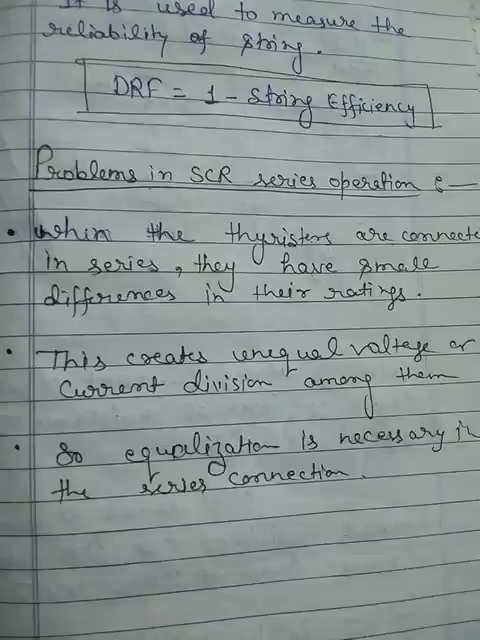 It is used to measure the
reliability of string.
DRF = 1 - String Efficiency
Problems in SCR series operation :-
• When the thyristers are connecte
in series, they have small
differences in their ratings.
• This creates unequal voltage or
current division among them
• So equalization is necessary in
the series connection.